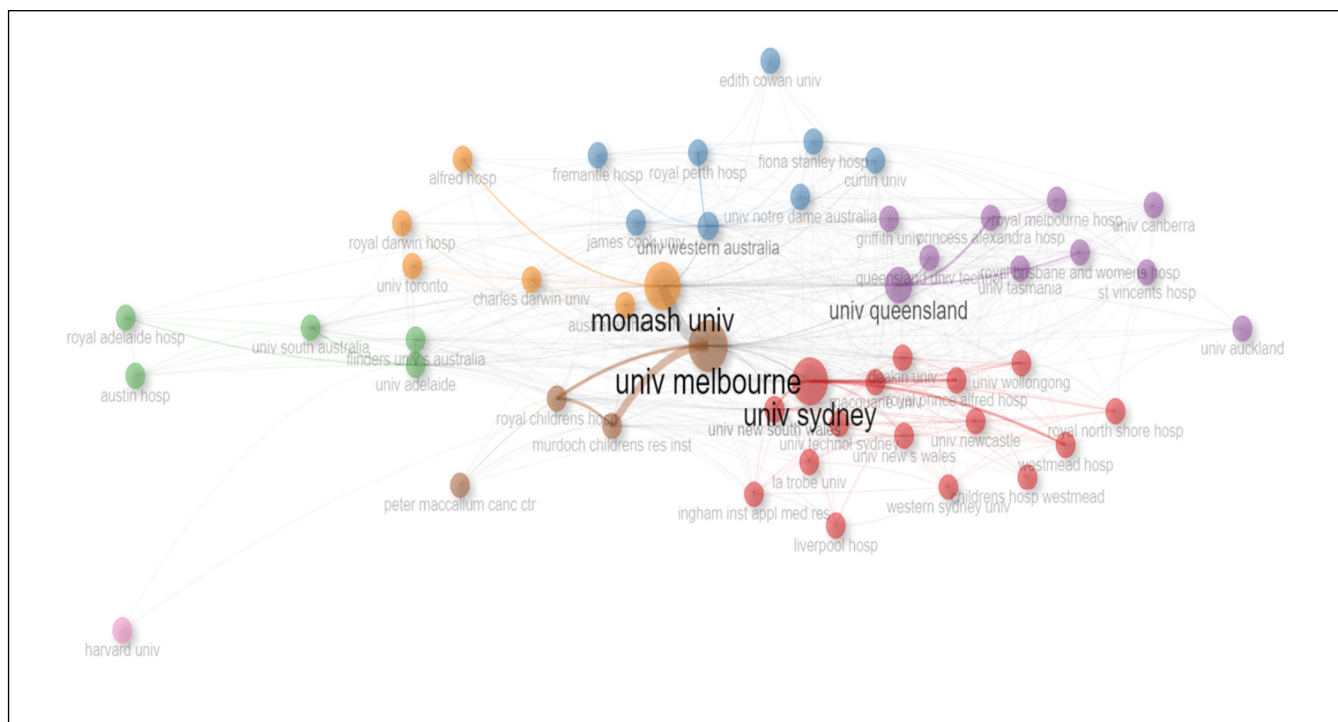 edith cowan univ
alfred hosp
fremantle hosp
royal perth hosp
fiona stanley hosp
curtin univ
royal darwin hosp
james cook univ
univ western australia
univ notre dame australia
griffith univ
princess alexandra hosp
royal melbourne hosp
univ canberra
univ toronto
charles darwin univ
queensland univ technol
univ tasmania
royal brisbane and womens hosp
st vincents hosp
monash univ
univ queensland
royal adelaide hosp
univ south australia
flinders univ s australia
univ auckland
austin hosp
univ adelaide
univ melbourne
deakin univ
univ wollongong
macquarie univ
royal prince alfred hosp
univ sydney
royal childrens hosp
murdoch childrens res inst
univ new south wales
univ technol sydney
univ new s wales
univ newcastle
royal north shore hosp
westmead hosp
la trobe univ
childrens hosp westmead
peter maccallum canc ctr
ingham inst appl med res
western sydney univ
liverpool hosp
harvard univ